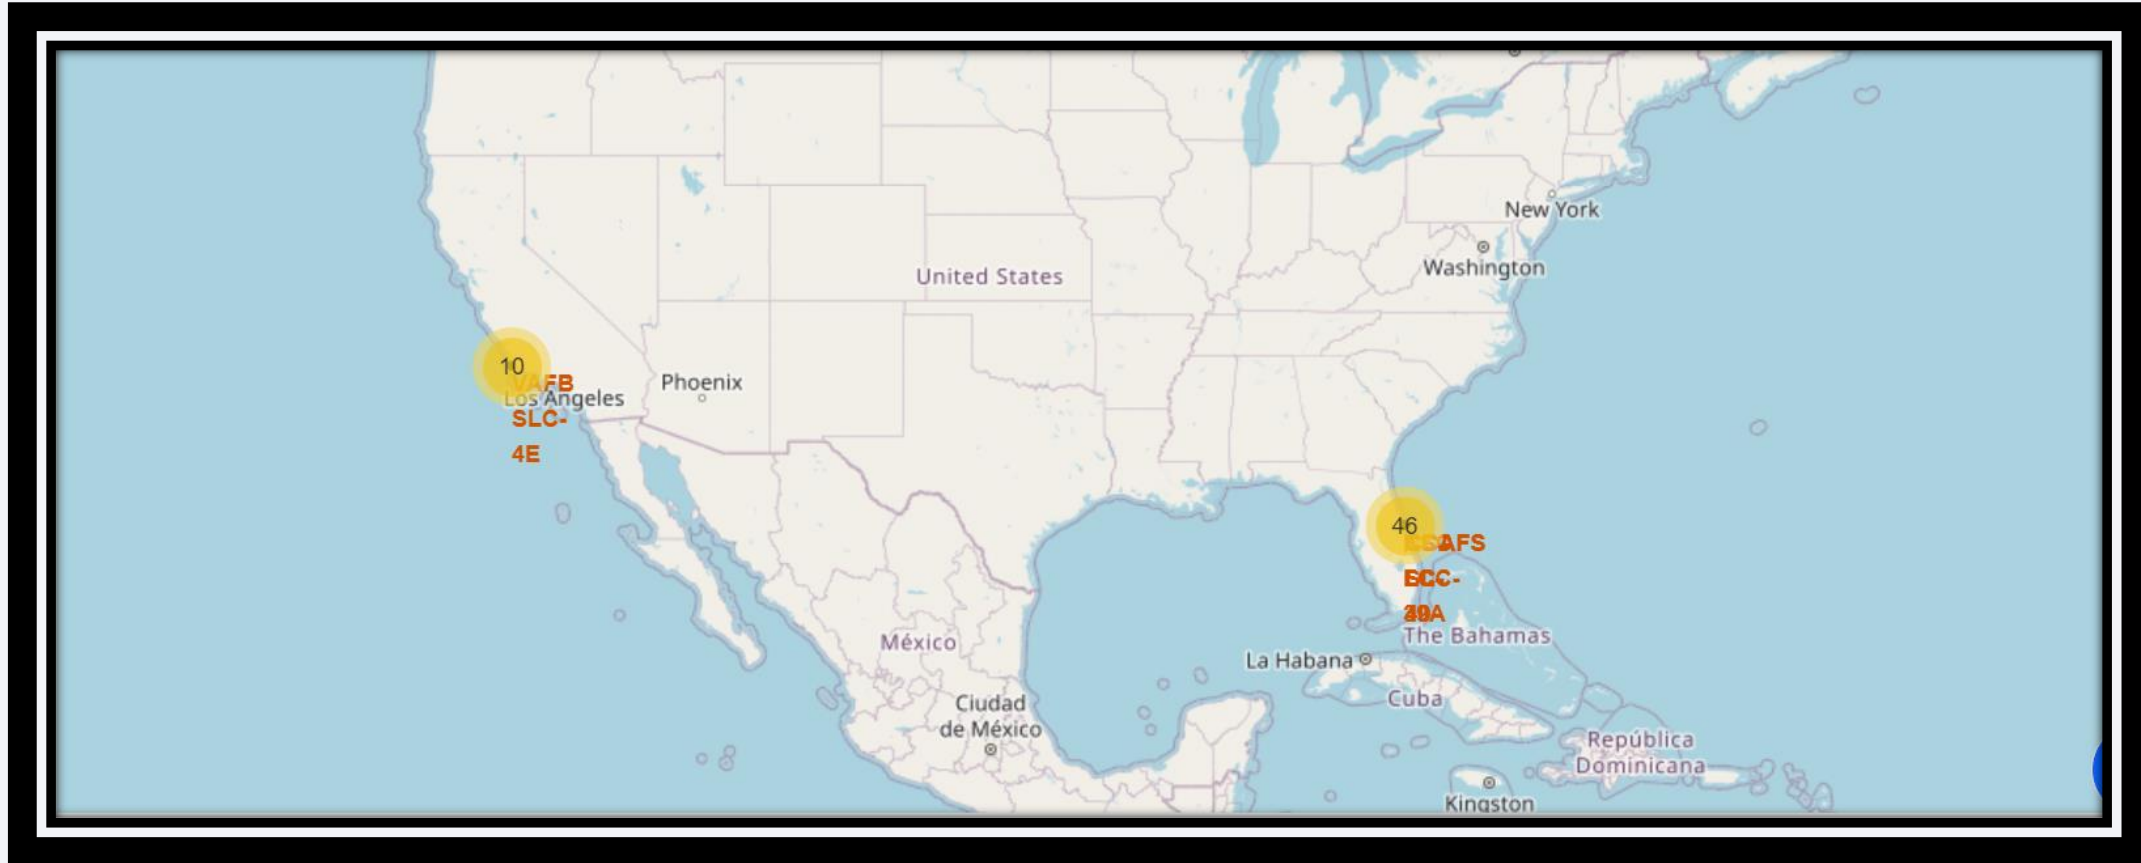 New York
Washington
United States
10
VAFB
Los Angeles
SLC-
4E
Phoenix
46
The Bahamas
México
La Habana
Cuba
Ciudad
de México
República
Dominicana
Kingston